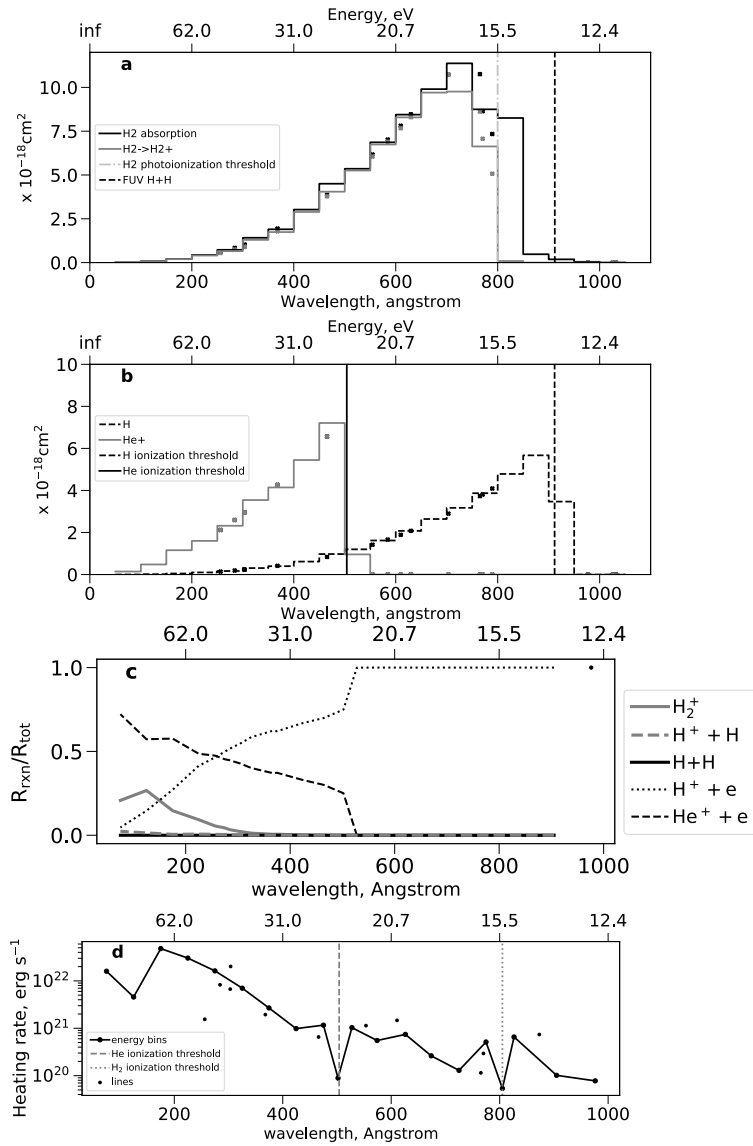 Energy, eV
inf 62.0 31.0 20.7 15.5 12.4
a
10.0
7.5
5.0
2.5
0.0
x 10⁻¹⁸cm²
H2 absorption
H2->H2+
H2 photoionization threshold
FUV H+H
0 200 400 600 800 1000
Wavelength, angstrom
Energy, eV
inf 62.0 31.0 20.7 15.5 12.4
b
10
8
6
4
2
0
x 10⁻¹⁸cm²
H
He+
H ionization threshold
He ionization threshold
0 200 400 600 800 1000
Wavelength, angstrom
62.0 31.0 20.7 15.5 12.4
c
1.0
0.5
0.0
R_rxn/R_tot
H₂⁺
H⁺ + H
H+H
H⁺ + e
He⁺ + e
200 400 600 800 1000
wavelength, Angstrom
62.0 31.0 20.7 15.5 12.4
d
10²²
10²¹
10²⁰
Heating rate, erg s⁻¹
energy bins
He ionization threshold
H₂ ionization threshold
lines
200 400 600 800 1000
wavelength, Angstrom